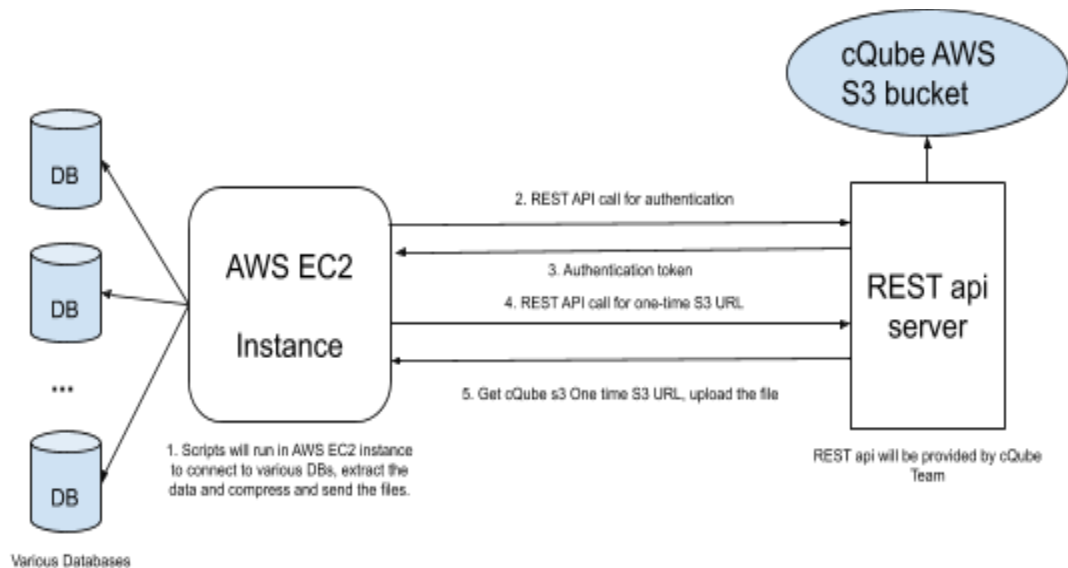 cQube AWS
S3 bucket
DB
DB
...
DB
Various Databases
AWS EC2
Instance
1. Scripts will run in AWS EC2 instance
to connect to various DBs, extract the
data and compress and send the files.
2. REST API call for authentication
3. Authentication token
4. REST API call for one-time S3 URL
5. Get cQube s3 One time S3 URL, upload the file
REST api
server
REST api will be provided by cQube
Team